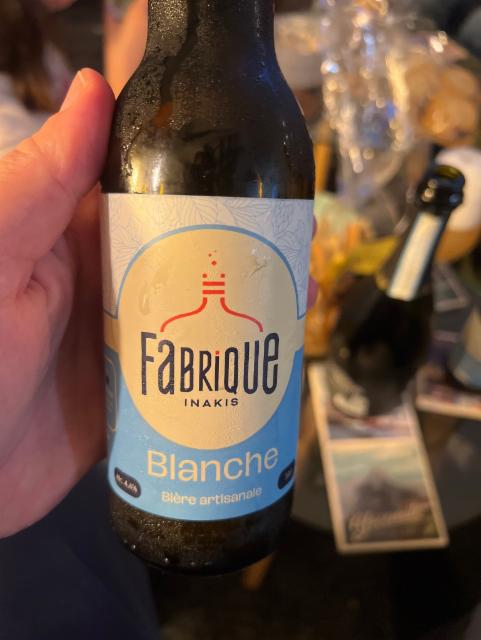 FaBRiQUe
INAKIS
Blanche
Bière artisanale